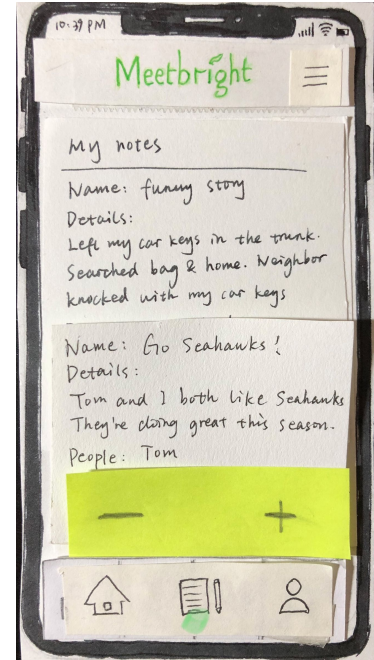 10:39 PM
Meetbright
My notes
Name: funny story
Details:
Left my car keys in the trunk.
Searched bag & home. Neighbor
knocked with my car keys
Name: Go Seahawks!
Details:
Tom and I both like Seahawks
They're doing great this season.
People: Tom
− +